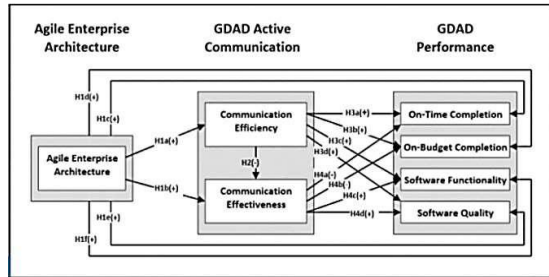 Agile Enterprise
Architecture
GDAD Active
Communication
GDAD
Performance
H1d(+)
H1c(+)
H1a(+)
H1b(+)
H1e(+)
H1f(+)
Agile Enterprise
Architecture
Communication
Efficiency
H2(-)
Communication
Effectiveness
H3a(+)
H3b(+)
H3c(+)
H3d(+)
H4a(-)
H4b(-)
H4c(+)
H4d(+)
On-Time Completion
On-Budget Completion
Software Functionality
Software Quality